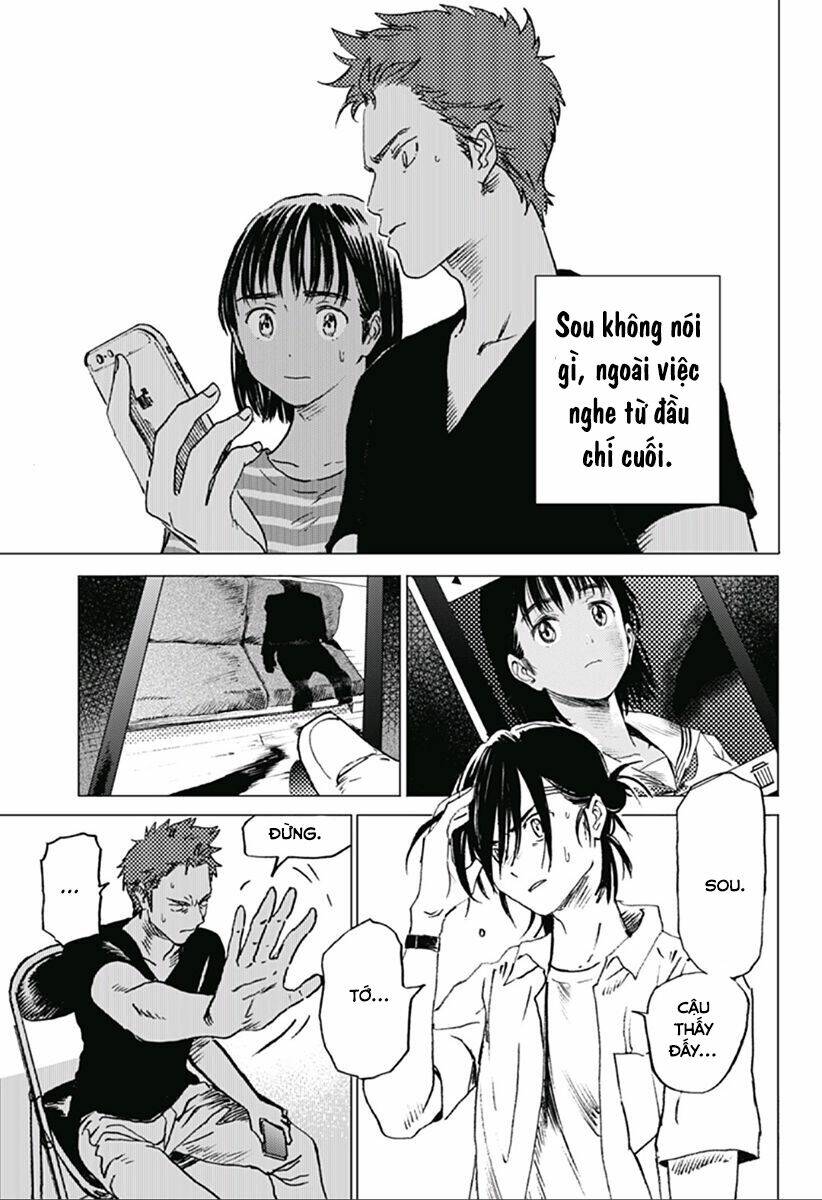 Sou không nói
gì, ngoài việc
nghe từ đầu
chí cuối.
SOU.
CẬU
THẤY
ĐẤY...
TỚ...
ĐỪNG.
...